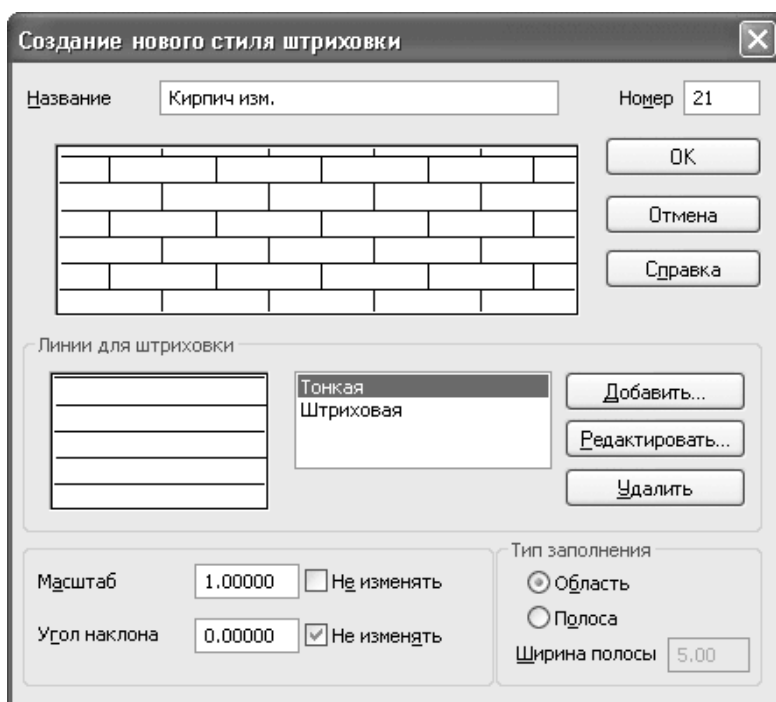 Создание нового стиля штриховки
Название Кирпич изм. Номер 21
OK
Отмена
Справка
Линии для штриховки
Тонкая
Штриховая
Добавить...
Редактировать...
Удалить
Масштаб 1.00000 Не изменять
Угол наклона 0.00000 Не изменять
Тип заполнения
Область
Полоса
Ширина полосы 5.00